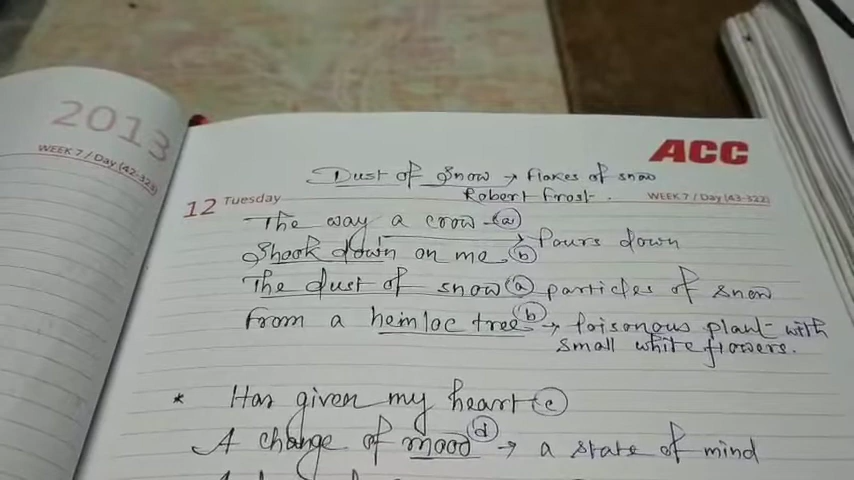 2013
WEEK 7 / Day (42-323)
ACC
Dust of Snow → flakes of snow
12 Tuesday
Robert Frost.
WEEK 7 / Day (43-322)
The way a crow (a)
Shook down on me. (b) → Pours down
The dust of snow (a) particles of snow
From a hemloc tree (b) → Poisonous plant with
small white flowers.
* Has given my heart (c)
A change of mood (d) → a state of mind